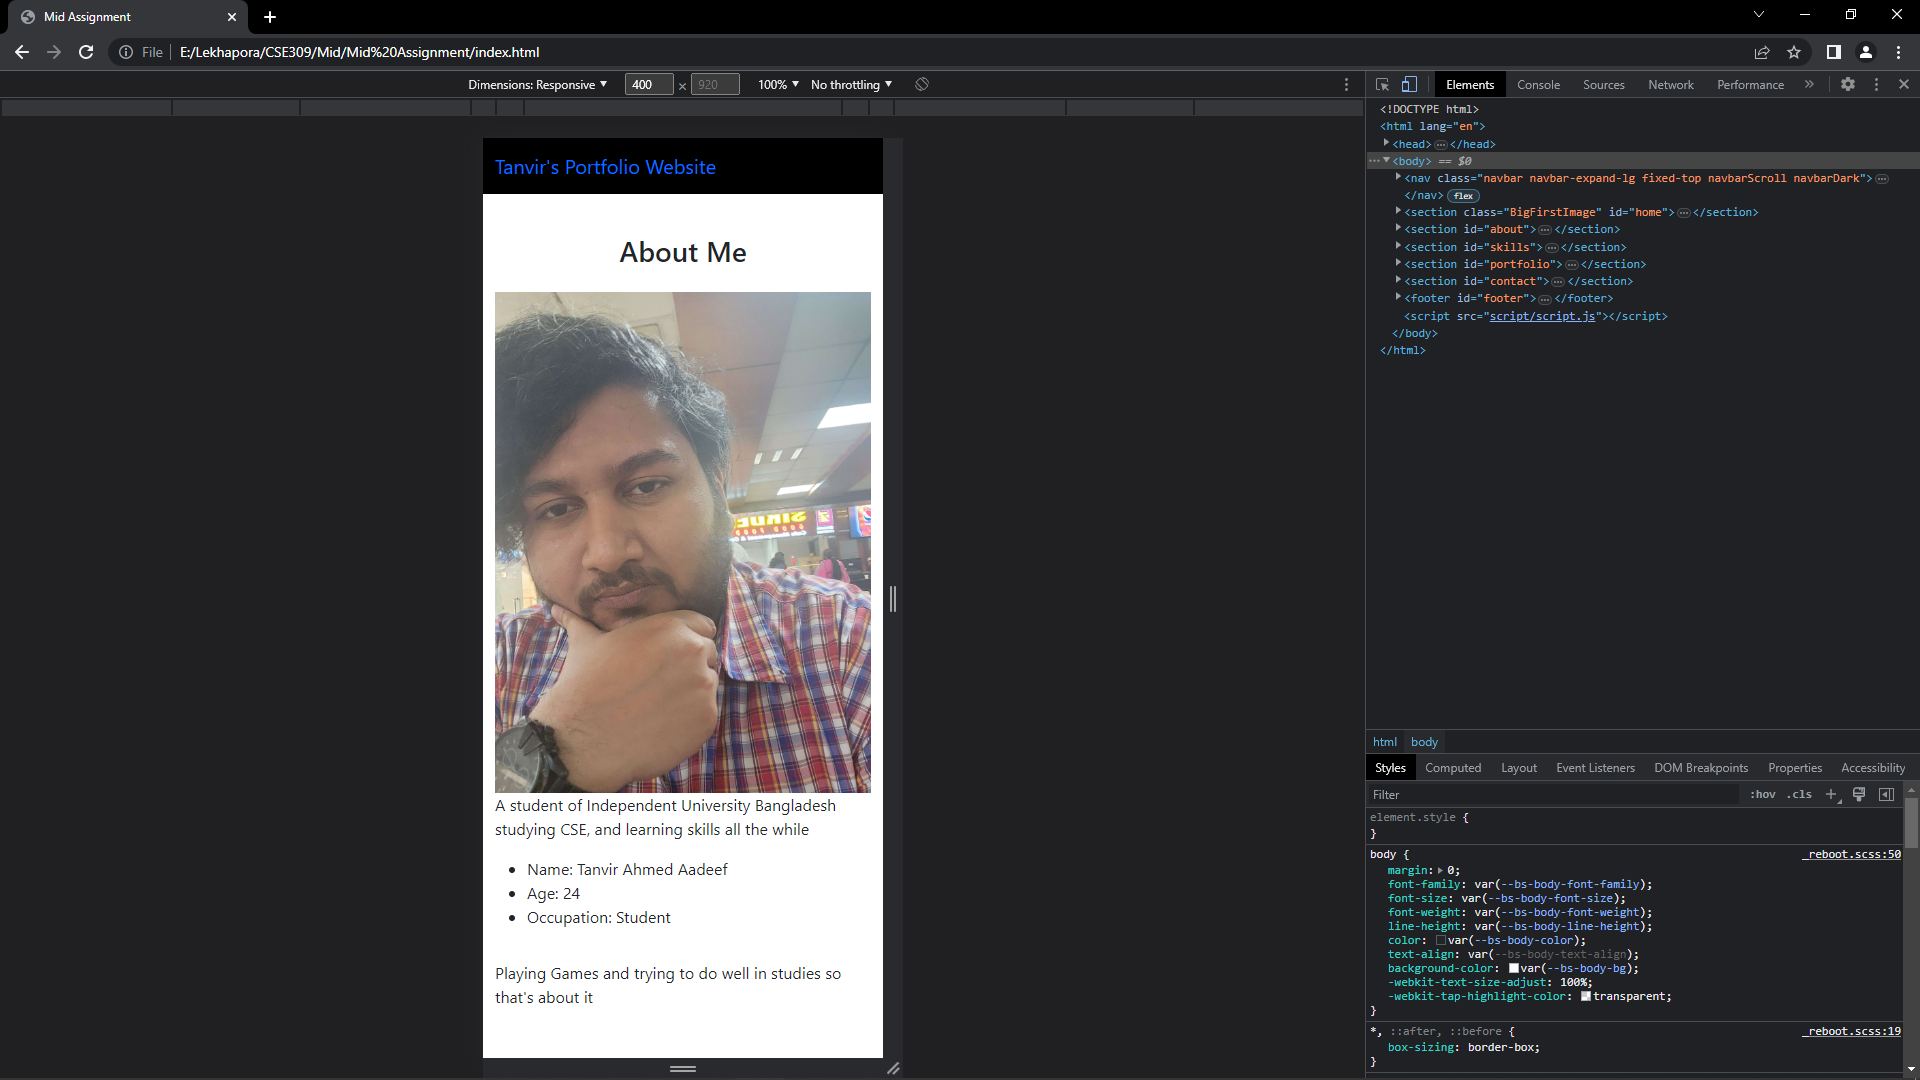 Mid Assignment
File
E:/Lekhapora/CSE309/Mid/Mid%20Assignment/index.html
Dimensions: Responsive ▼ 400 × 920 100% ▼ No throttling ▼
Elements Console Sources Network Performance »
Tanvir's Portfolio Website
About Me
A student of Independent University Bangladesh
studying CSE, and learning skills all the while
• Name: Tanvir Ahmed Aadeef
• Age: 24
• Occupation: Student
Playing Games and trying to do well in studies so
that's about it
<!DOCTYPE html>
<html lang="en">
<head>…</head>
<body> == $0
<nav class="navbar navbar-expand-lg fixed-top navbarScroll navbarDark">…
</nav> flex
<section class="BigFirstImage" id="home">…</section>
<section id="about">…</section>
<section id="skills">…</section>
<section id="portfolio">…</section>
<section id="contact">…</section>
<footer id="footer">…</footer>
<script src="script/script.js"></script>
</body>
</html>
html body
Styles Computed Layout Event Listeners DOM Breakpoints Properties Accessibility
Filter :hov .cls +
element.style {
}
body { _reboot.scss:50
margin: 0;
font-family: var(--bs-body-font-family);
font-size: var(--bs-body-font-size);
font-weight: var(--bs-body-font-weight);
line-height: var(--bs-body-line-height);
color: var(--bs-body-color);
text-align: var(--bs-body-text-align);
background-color: var(--bs-body-bg);
-webkit-text-size-adjust: 100%;
-webkit-tap-highlight-color: transparent;
}
*, ::after, ::before { _reboot.scss:19
box-sizing: border-box;
}